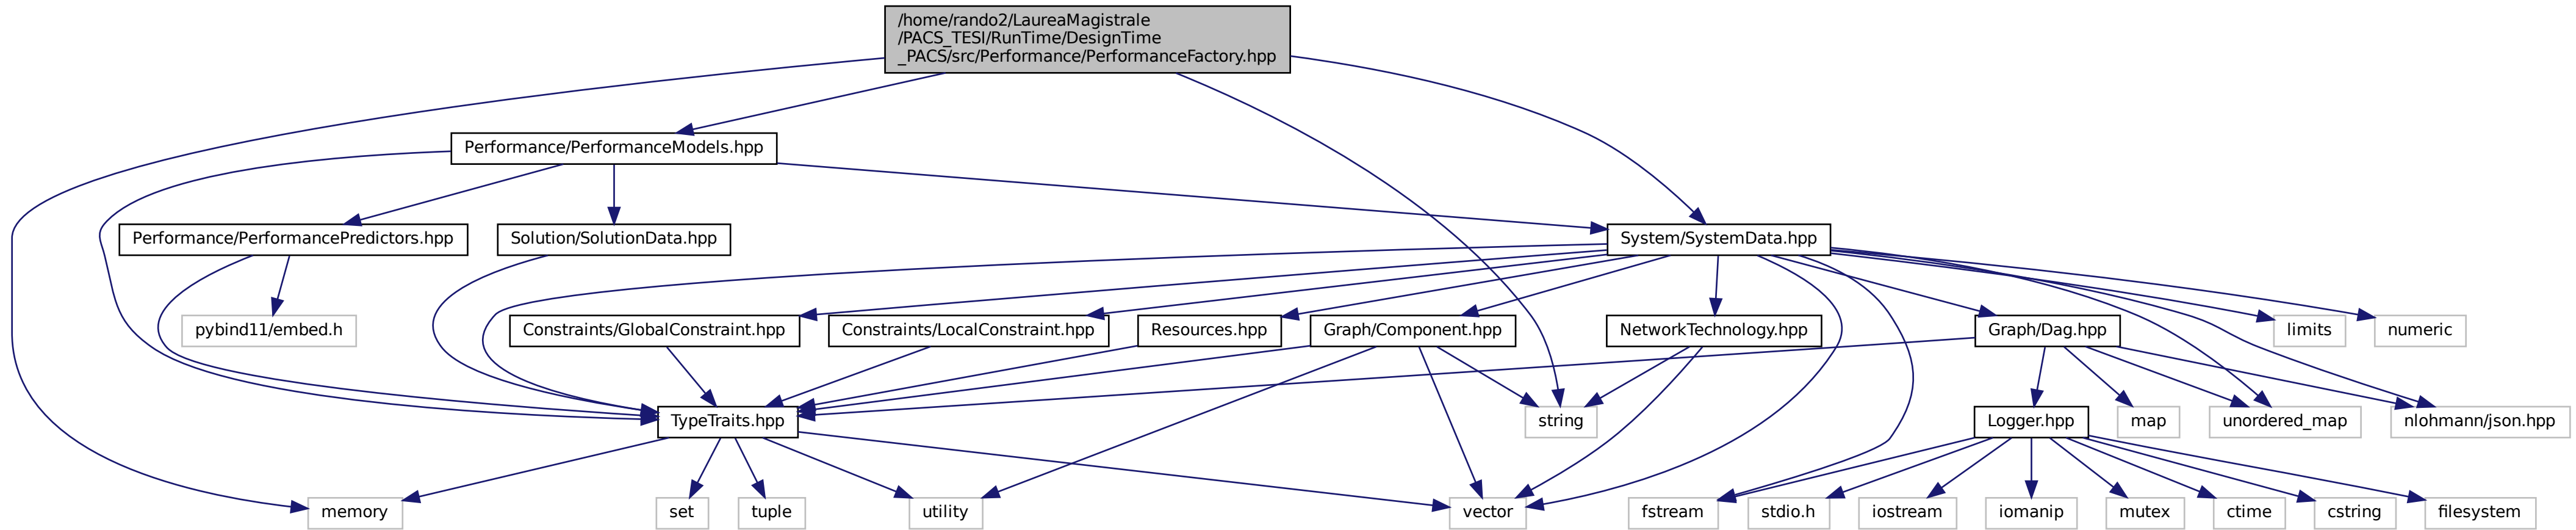 /home/rando2/LaureaMagistrale
/PACS_TESI/RunTime/DesignTime
_PACS/src/Performance/PerformanceFactory.hpp
Performance/PerformanceModels.hpp
Performance/PerformancePredictors.hpp
Solution/SolutionData.hpp
System/SystemData.hpp
pybind11/embed.h
Constraints/GlobalConstraint.hpp
Constraints/LocalConstraint.hpp
Resources.hpp
Graph/Component.hpp
NetworkTechnology.hpp
Graph/Dag.hpp
limits
numeric
TypeTraits.hpp
string
Logger.hpp
map
unordered_map
nlohmann/json.hpp
memory
set
tuple
utility
vector
fstream
stdio.h
iostream
iomanip
mutex
ctime
cstring
filesystem